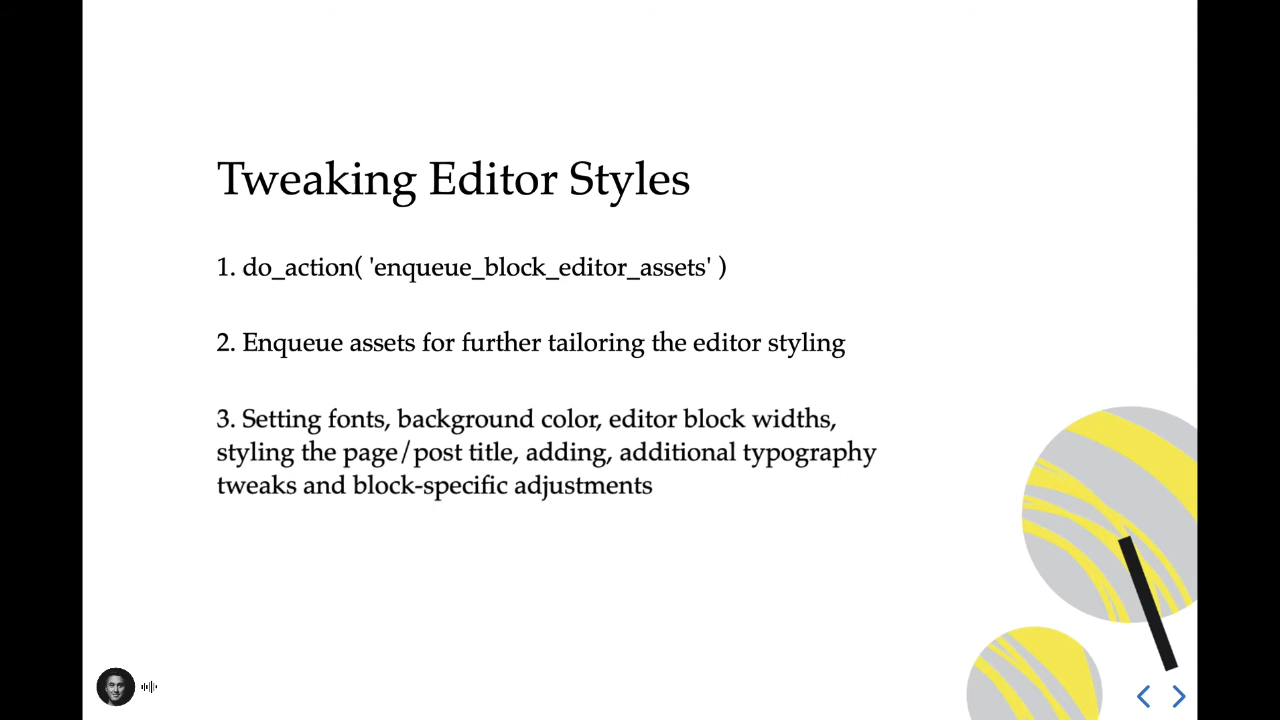 Tweaking Editor Styles
1. do_action( 'enqueue_block_editor_assets' )
2. Enqueue assets for further tailoring the editor styling
3. Setting fonts, background color, editor block widths,
styling the page/post title, adding, additional typography
tweaks and block-specific adjustments